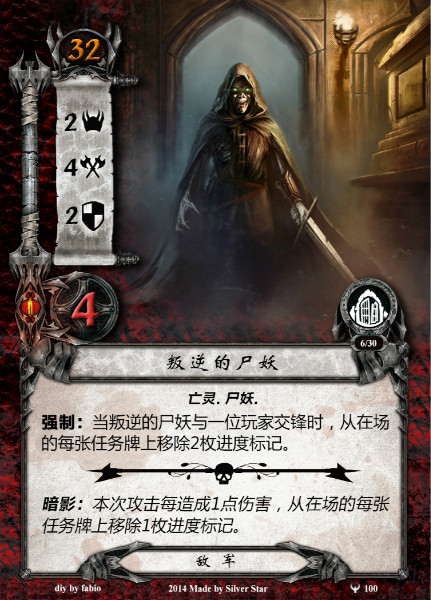 32
2
4
2
4
6/30
叛逆的尸妖
亡灵. 尸妖.
强制：当叛逆的尸妖与一位玩家交锋时，从在场
的每张任务牌上移除2枚进度标记。
暗影：本次攻击每造成1点伤害，从在场的每张
任务牌上移除1枚进度标记。
敌 军
diy by fabio 2014 Made by Silver Star 100